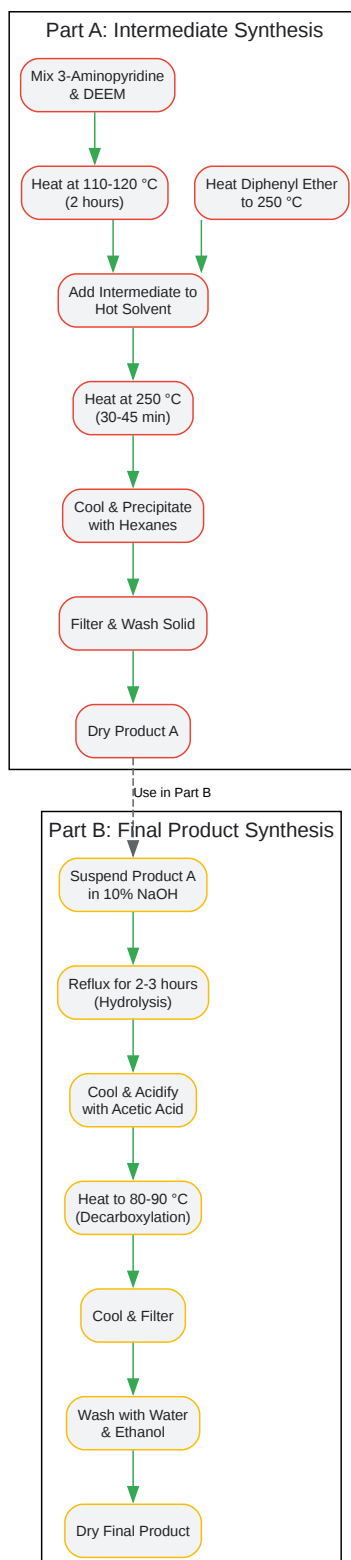 Part A: Intermediate Synthesis
Mix 3-Aminopyridine
& DEEM
Heat at 110-120 °C
(2 hours)
Heat Diphenyl Ether
to 250 °C
Add Intermediate to
Hot Solvent
Heat at 250 °C
(30-45 min)
Cool & Precipitate
with Hexanes
Filter & Wash Solid
Dry Product A
Use in Part B
Part B: Final Product Synthesis
Suspend Product A
in 10% NaOH
Reflux for 2-3 hours
(Hydrolysis)
Cool & Acidify
with Acetic Acid
Heat to 80-90 °C
(Decarboxylation)
Cool & Filter
Wash with Water
& Ethanol
Dry Final Product